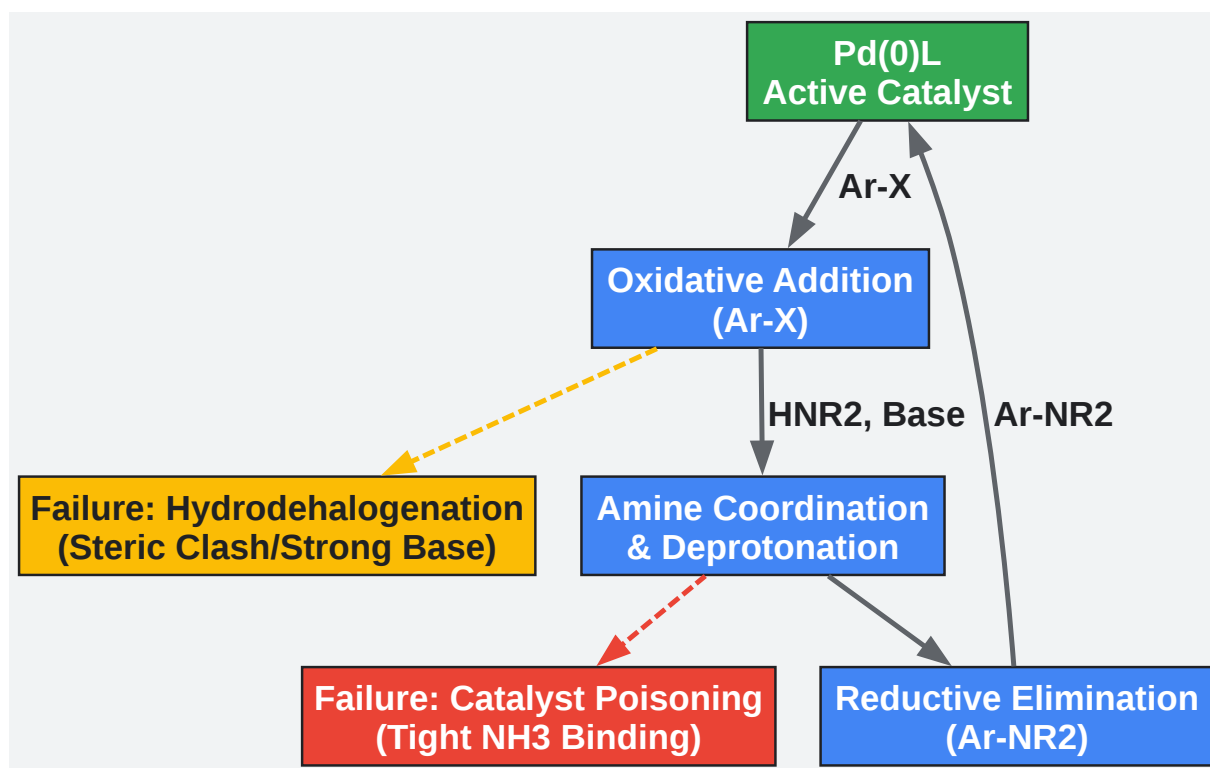 Pd(0)L
Active Catalyst
Ar-X
Oxidative Addition
(Ar-X)
HNR2, Base
Ar-NR2
Failure: Hydrodehalogenation
(Steric Clash/Strong Base)
Amine Coordination
& Deprotonation
Failure: Catalyst Poisoning
(Tight NH3 Binding)
Reductive Elimination
(Ar-NR2)